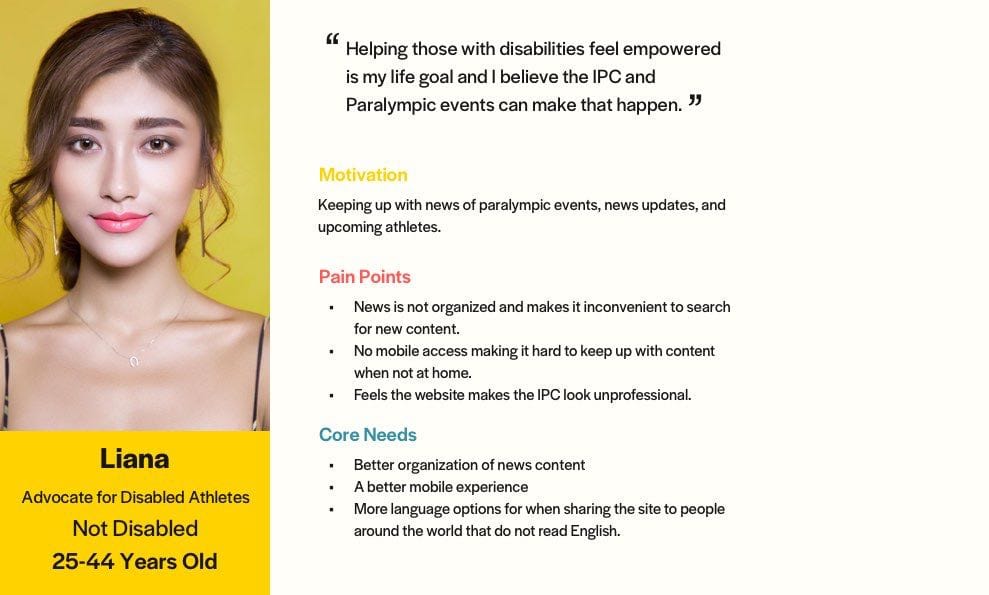 “ Helping those with disabilities feel empowered
is my life goal and I believe the IPC and
Paralympic events can make that happen. ”
Motivation
Keeping up with news of paralympic events, news updates, and
upcoming athletes.
Pain Points
▪ News is not organized and makes it inconvenient to search
for new content.
▪ No mobile access making it hard to keep up with content
when not at home.
▪ Feels the website makes the IPC look unprofessional.
Core Needs
▪ Better organization of news content
▪ A better mobile experience
▪ More language options for when sharing the site to people
around the world that do not read English.
Liana
Advocate for Disabled Athletes
Not Disabled
25-44 Years Old